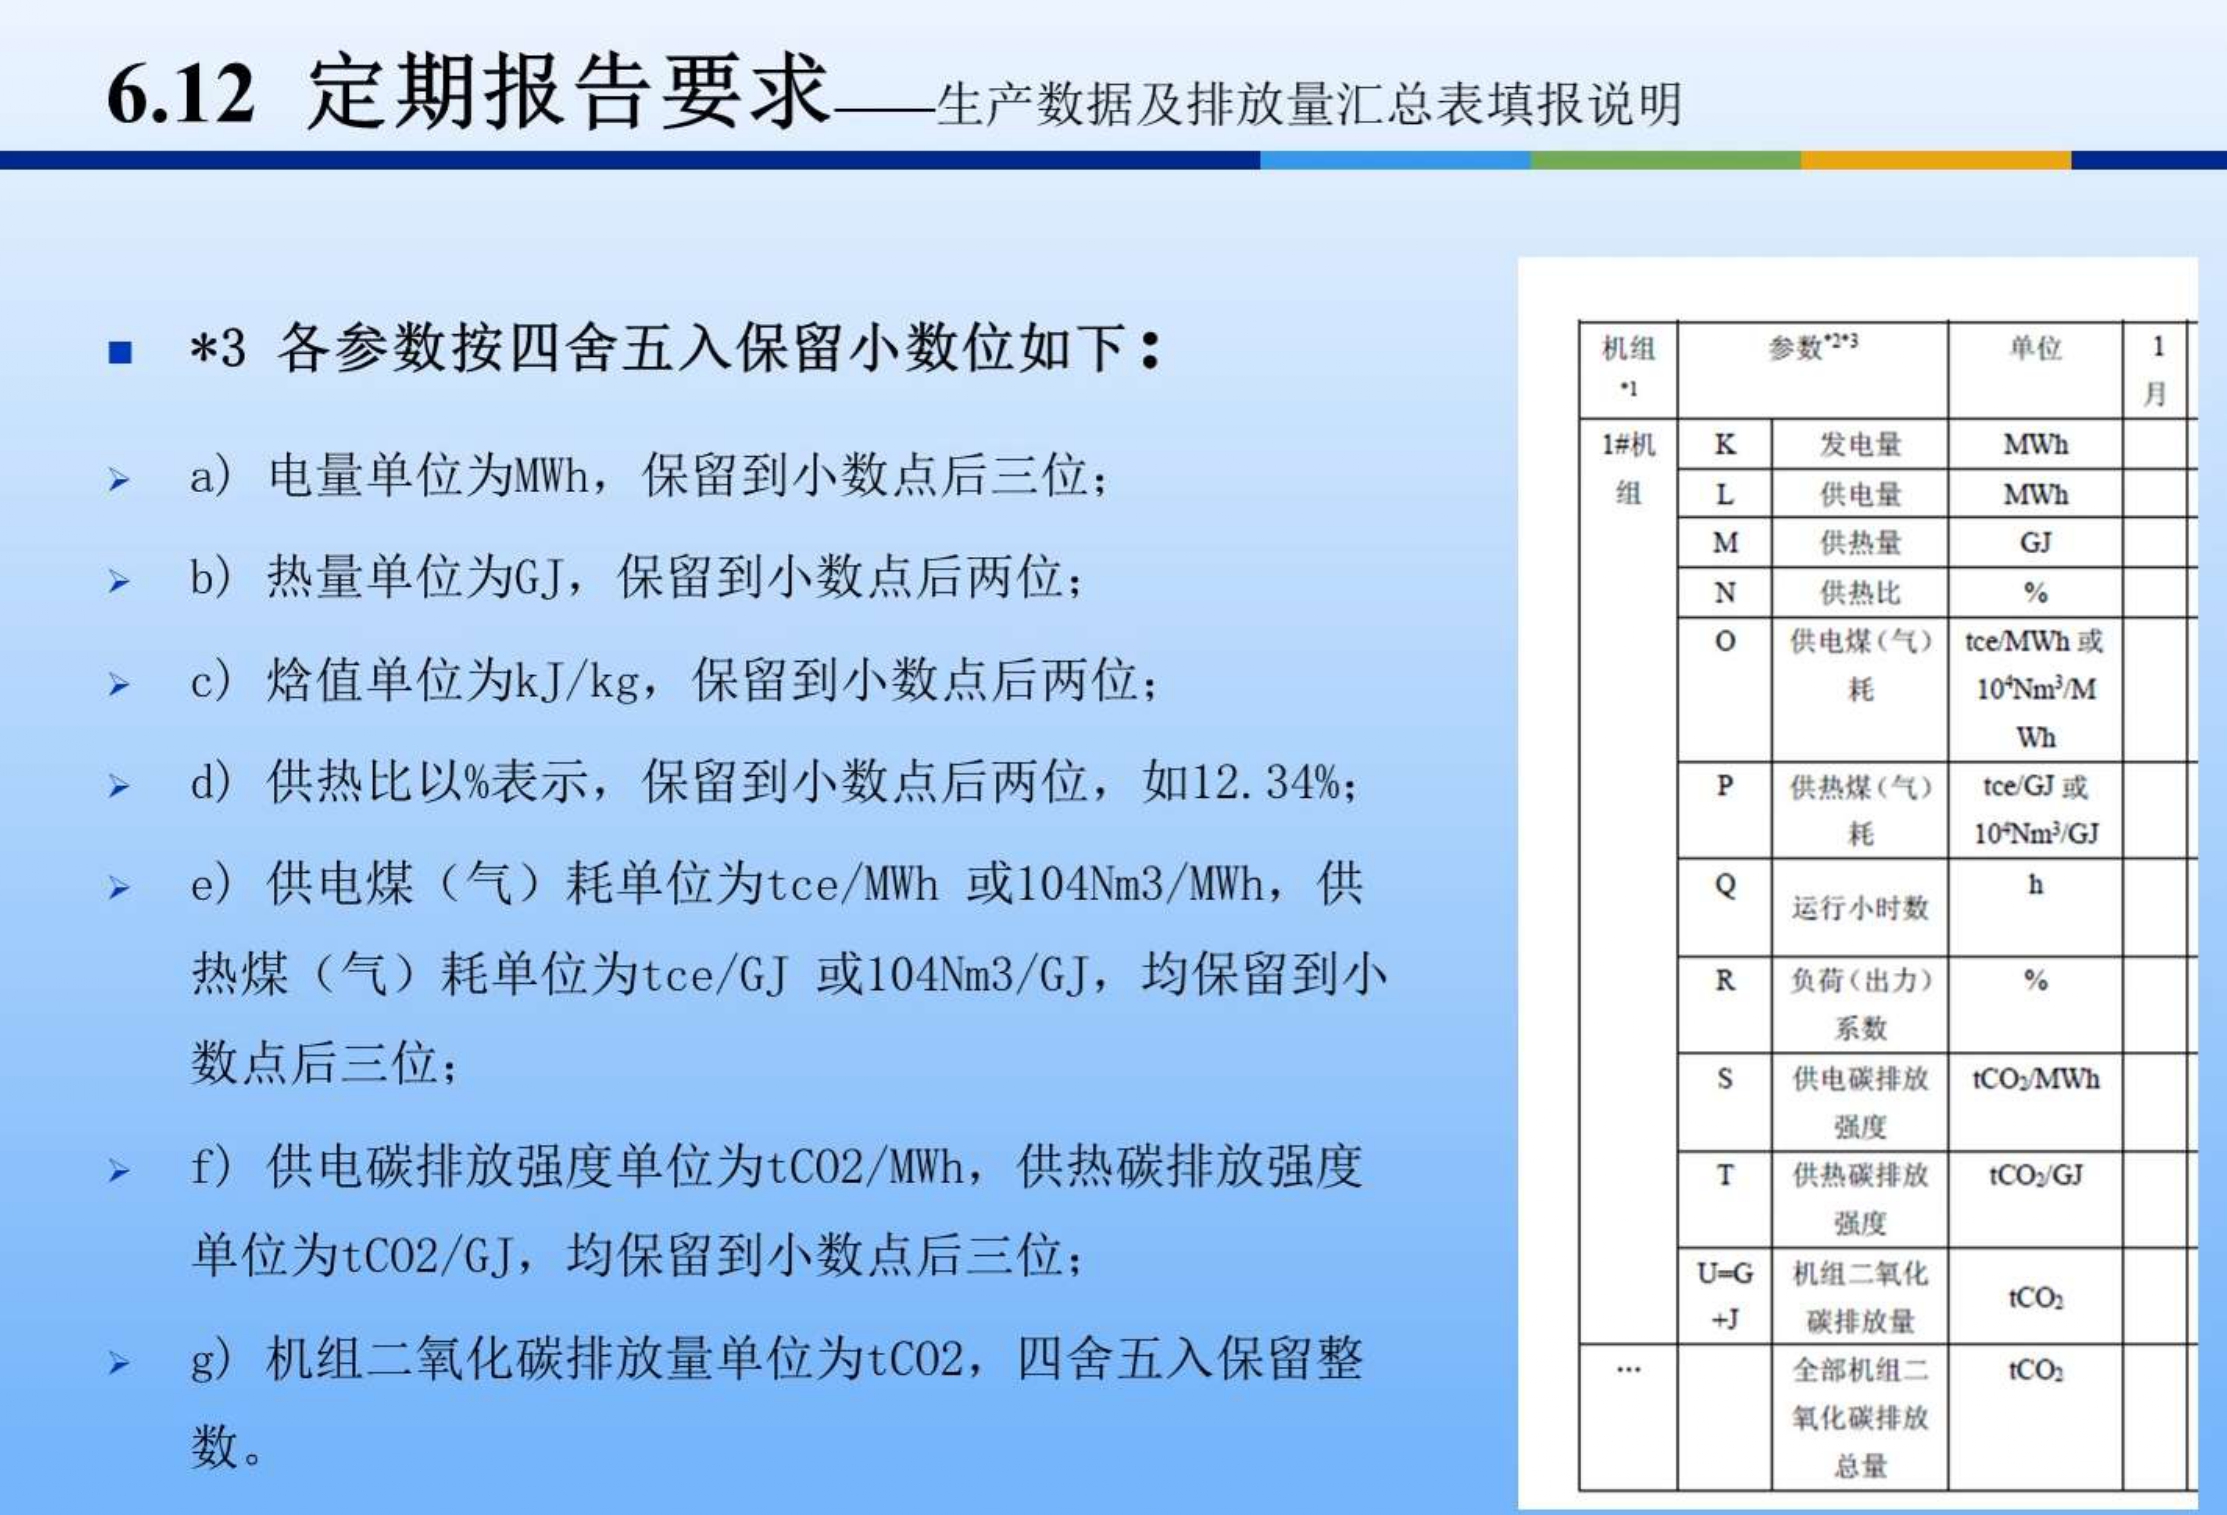 6.12 定期报告要求——生产数据及排放量汇总表填报说明
■ *3 各参数按四舍五入保留小数位如下：
➢ a) 电量单位为MWh，保留到小数点后三位；
➢ b) 热量单位为GJ，保留到小数点后两位；
➢ c) 焓值单位为kJ/kg，保留到小数点后两位；
➢ d) 供热比以%表示，保留到小数点后两位，如12.34%；
➢ e) 供电煤（气）耗单位为tce/MWh 或104Nm3/MWh，供
热煤（气）耗单位为tce/GJ 或104Nm3/GJ，均保留到小
数点后三位；
➢ f) 供电碳排放强度单位为tCO2/MWh，供热碳排放强度
单位为tCO2/GJ，均保留到小数点后三位；
➢ g) 机组二氧化碳排放量单位为tCO2，四舍五入保留整
数。
机组 参数*2*3 单位 1
*1 月
1#机 K 发电量 MWh
组 L 供电量 MWh
M 供热量 GJ
N 供热比 %
O 供电煤（气） tce/MWh 或
耗 10⁴Nm³/M
Wh
P 供热煤（气） tce/GJ 或
耗 10⁴Nm³/GJ
Q 运行小时数 h
R 负荷（出力） %
系数
S 供电碳排放 tCO₂/MWh
强度
T 供热碳排放 tCO₂/GJ
强度
U=G 机组二氧化 tCO₂
+J 碳排放量
… 全部机组二 tCO₂
氧化碳排放
总量